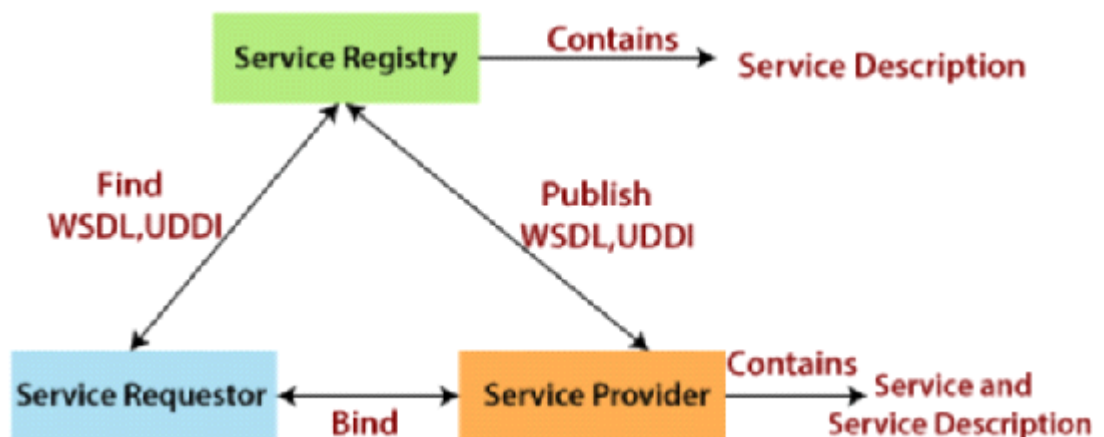 Service Registry
Contains
Service Description
Find
WSDL,UDDI
Publish
WSDL,UDDI
Service Requestor
Bind
Service Provider
Contains
Service and
Service Description